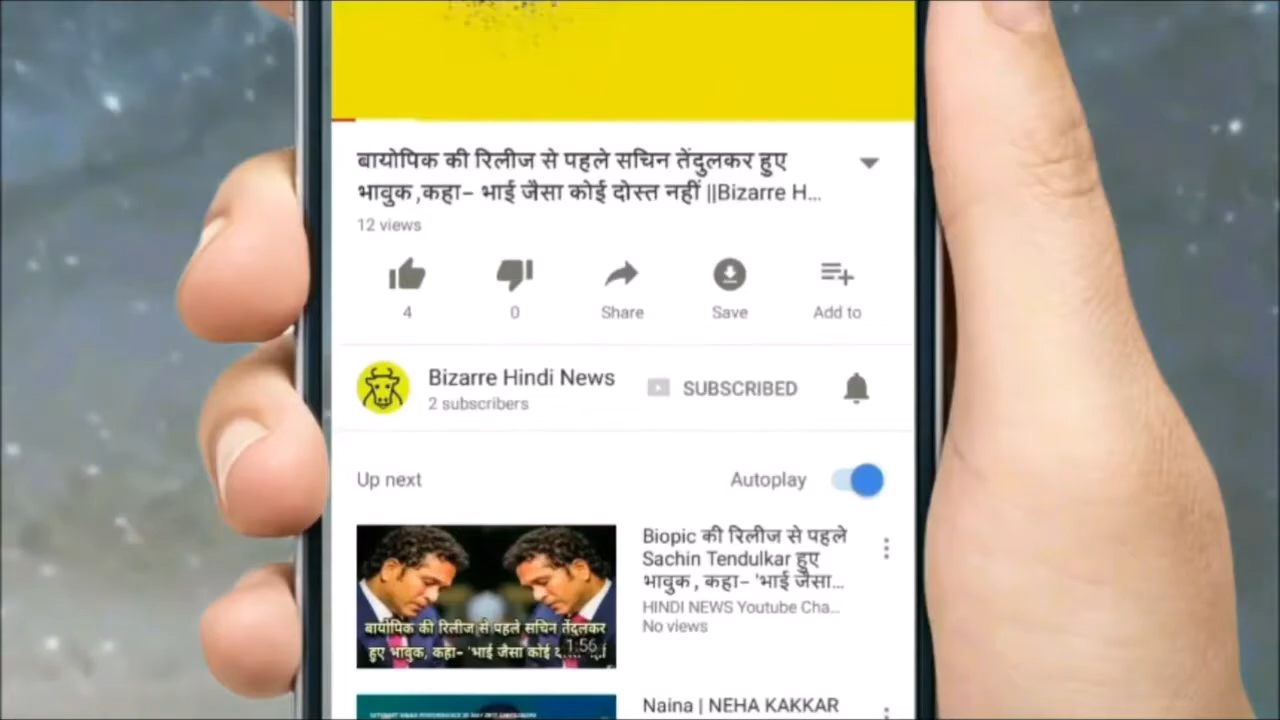 बायोपिक की रिलीज से पहले सचिन तेंदुलकर हुए
भावुक,कहा- भाई जैसा कोई दोस्त नहीं ||Bizarre H...
12 views
4
0
Share
Save
Add to
Bizarre Hindi News
2 subscribers
SUBSCRIBED
Up next
Autoplay
Biopic की रिलीज से पहले
Sachin Tendulkar हुए
भावुक, कहा- 'भाई जैसा...
HINDI NEWS Youtube Cha...
No views
बायोपिक की रिलीज से पहले सचिन तेंदुलकर
हुए भावुक, कहा- 'भाई जैसा कोई
1:56
Naina | NEHA KAKKAR